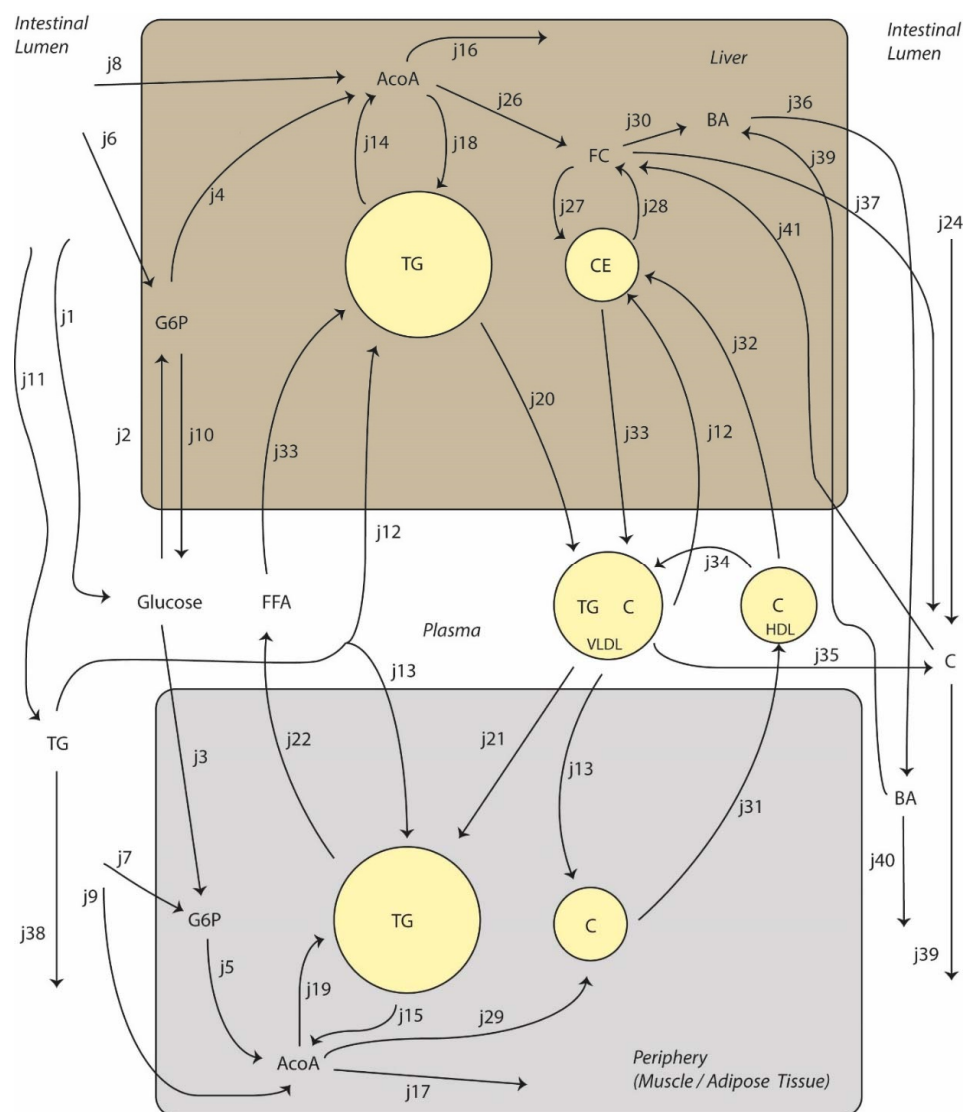 Intestinal
Lumen
Intestinal
Lumen
j8
j16
Liver
AcoA
j26
j30
BA
j36
j6
j14
j18
FC
j39
j4
j27
j28
j37
j41
j24
TG
CE
j1
G6P
j32
j11
j2
j10
j33
j20
j33
j12
j12
j34
Glucose
FFA
TG C
VLDL
C
HDL
Plasma
j35
C
j13
TG
j3
j22
j21
j13
j31
BA
j7
j40
j9
G6P
TG
C
j38
j5
j19
j39
j15
j29
AcoA
j17
Periphery
(Muscle / Adipose Tissue)